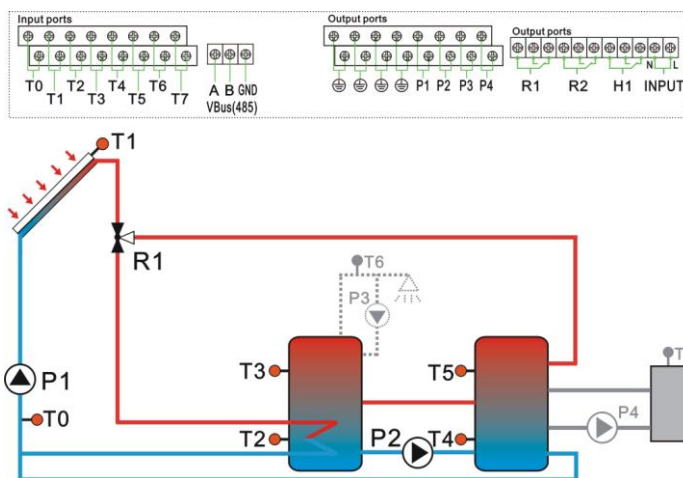 Input ports
T0 T1 T2 T3 T4 T5 T6 T7
A B GND
VBus(485)
Output ports
P1 P2 P3 P4
Output ports
R1 R2 H1 N INPUT L
T1
R1
T6
P3
T3
T5
T
P1
T0
T2
P2
T4
P4